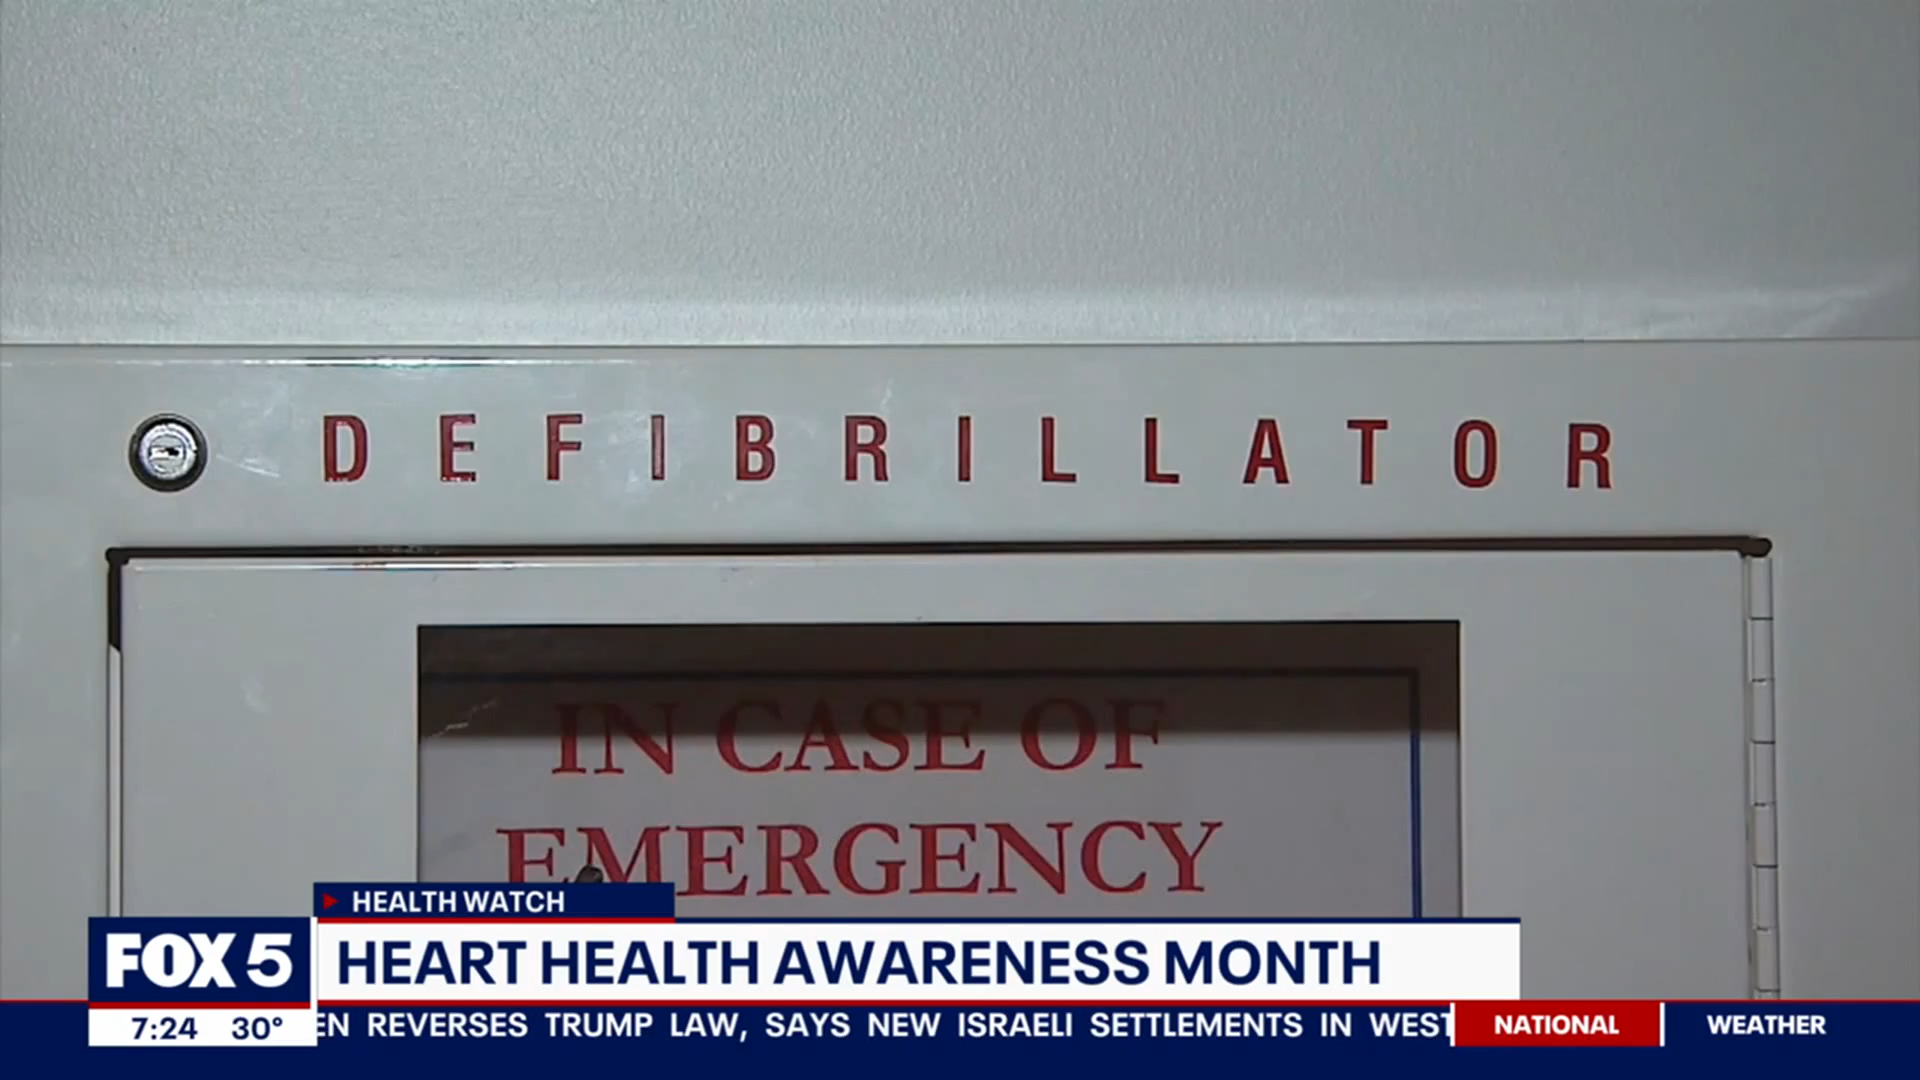 DEFIBRILLATOR
IN CASE OF
EMERGENCY
HEALTH WATCH
FOX 5
HEART HEALTH AWARENESS MONTH
7:24 30°
EN REVERSES TRUMP LAW, SAYS NEW ISRAELI SETTLEMENTS IN WEST
NATIONAL
WEATHER